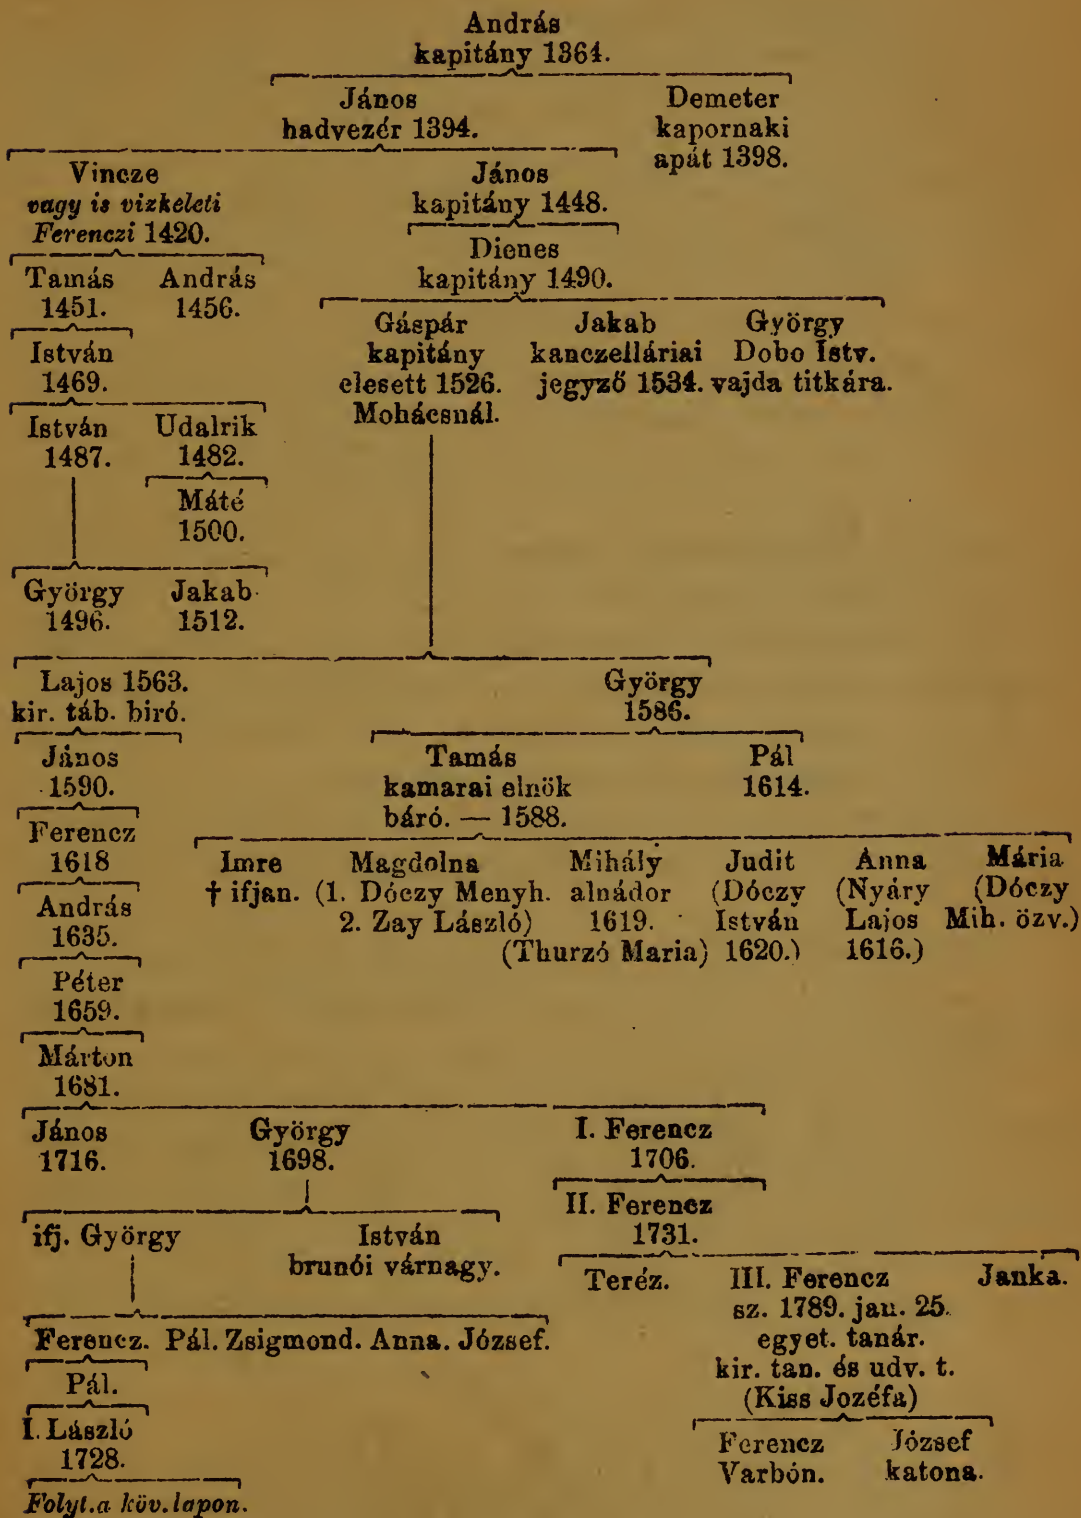 András
kapitány 1364.
János Demeter
hadvezér 1394. kapornaki
apát 1398.
Vincze János
vagy is vizkeleti kapitány 1448.
Ferenczi 1420.
Dienes
kapitány 1490.
Tamás András
1451. 1456.
Gáspár Jakab György
kapitány kanczelláriai Dobo Istv.
elesett 1526. jegyző 1534. vajda titkára.
Mohácsnál.
István
1469.
István Udalrik
1487. 1482.
Máté
1500.
György Jakab
1496. 1512.
Lajos 1563. György
kir. táb. biró. 1586.
János Tamás Pál
1590. kamarai elnök 1614.
báró. — 1588.
Ferencz
1618
Imre Magdolna Mihály Judit Anna Mária
† ifjan. (1. Dóczy Menyh. alnádor (Dóczy (Nyáry (Dóczy
2. Zay László) 1619. István Lajos Mih. özv.)
(Thurzó Maria) 1620.) 1616.)
András
1635.
Péter
1659.
Márton
1681.
János György I. Ferencz
1716. 1698. 1706.
II. Ferencz
1731.
ifj. György István
brunói várnagy.
Teréz. III. Ferencz Janka.
sz. 1789. jan. 25.
egyet. tanár.
kir. tan. és udv. t.
(Kiss Jozéfa)
Ferencz. Pál. Zsigmond. Anna. József.
Pál.
I. László
1728.
Ferencz József
Varbón. katona.
Folyt. a köv. lapon.